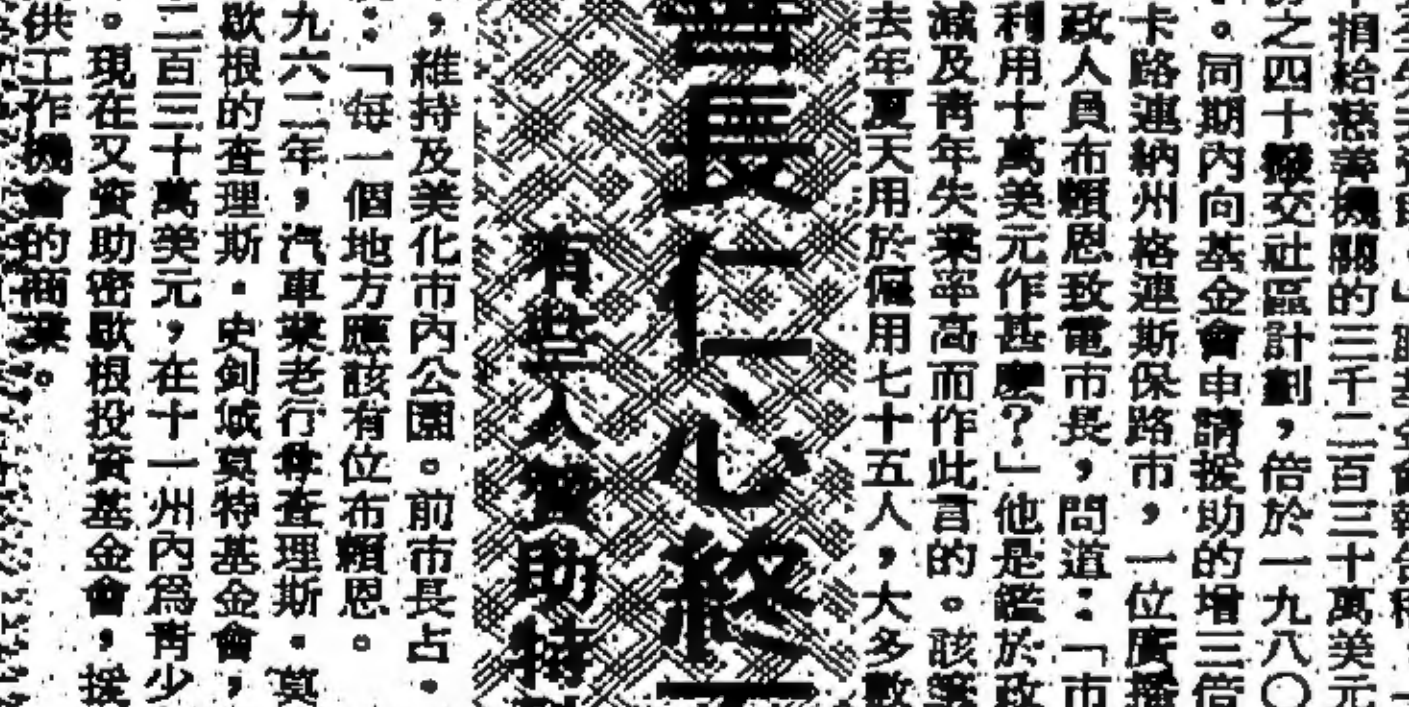 捐給慈善機關的三千二百三十萬美元
之四十撥交社區計劃，倍於一九八〇
。同期內向基金會申請援助的增三倍
卡路連納州格連斯保路市，一位廣播
政人員布賴恩致電市長，問道：「市
利用十萬美元作甚麼？」他是鑑於政
減及青年失業率高而作此言的。該筆
去年夏天用於僱用七十五人，大多數
長仁心終
有世人資助
，維持及美化市內公園。前市長占·
：「每一個地方應該有位布賴恩。
九六二年，汽車業老行尊查理斯·莫
歇根的查理斯·史釗域莫特基金會，
二百三十萬美元，在十一州內為青少
。現在又資助密歇根投資基金會，援
供工作機會的商業。